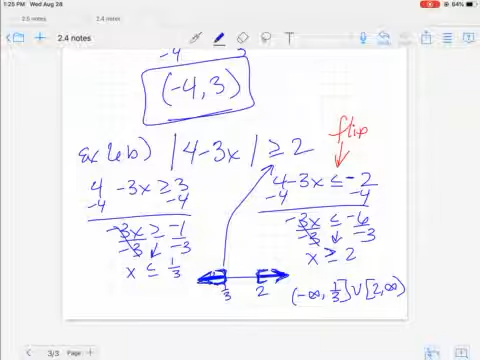 1:25 PM Wed Aug 28
64%
2.5 notes
2.4 notes
2.4 notes
-4 3
(-4,3)
ex 6b) |4-3x| ≥ 2
flip
4 -3x ≥ 3
-4 -4
-3x ≥ -1
-3 -3
x ≤ 1/3
4-3x ≤ -2
-4 -4
-3x ≤ -6
-3 -3
x ≥ 2
1/3 2
(-∞, 1/3] ∪ [2, ∞)
3/3 Page